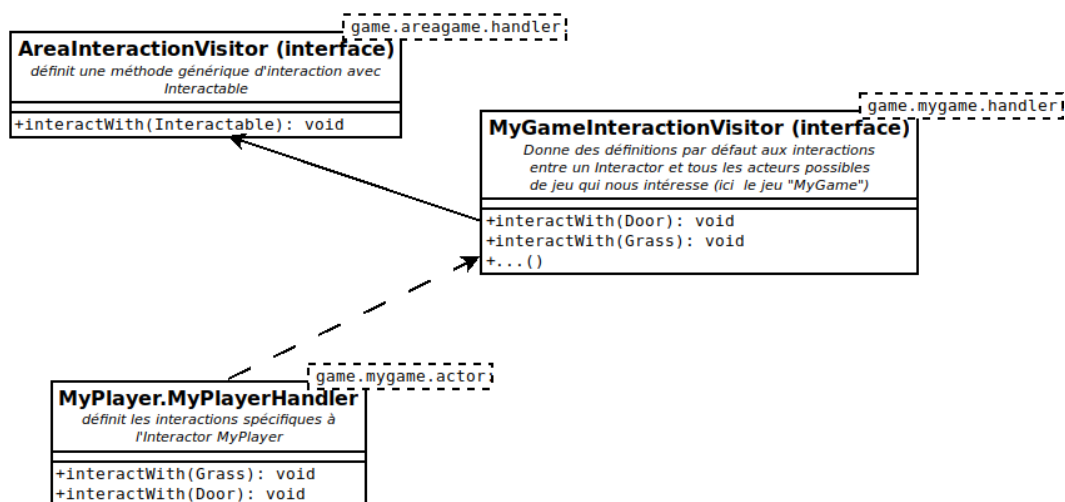 game.areagame.handler
AreaInteractionVisitor (interface)
définit une méthode générique d'interaction avec
Interactable
+interactWith(Interactable): void
game.mygame.handler
MyGameInteractionVisitor (interface)
Donne des définitions par défaut aux interactions
entre un Interactor et tous les acteurs possibles
de jeu qui nous intéresse (ici le jeu "MyGame")
+interactWith(Door): void
+interactWith(Grass): void
+...()
game.mygame.actor
MyPlayer.MyPlayerHandler
définit les interactions spécifiques à
l'Interactor MyPlayer
+interactWith(Grass): void
+interactWith(Door): void